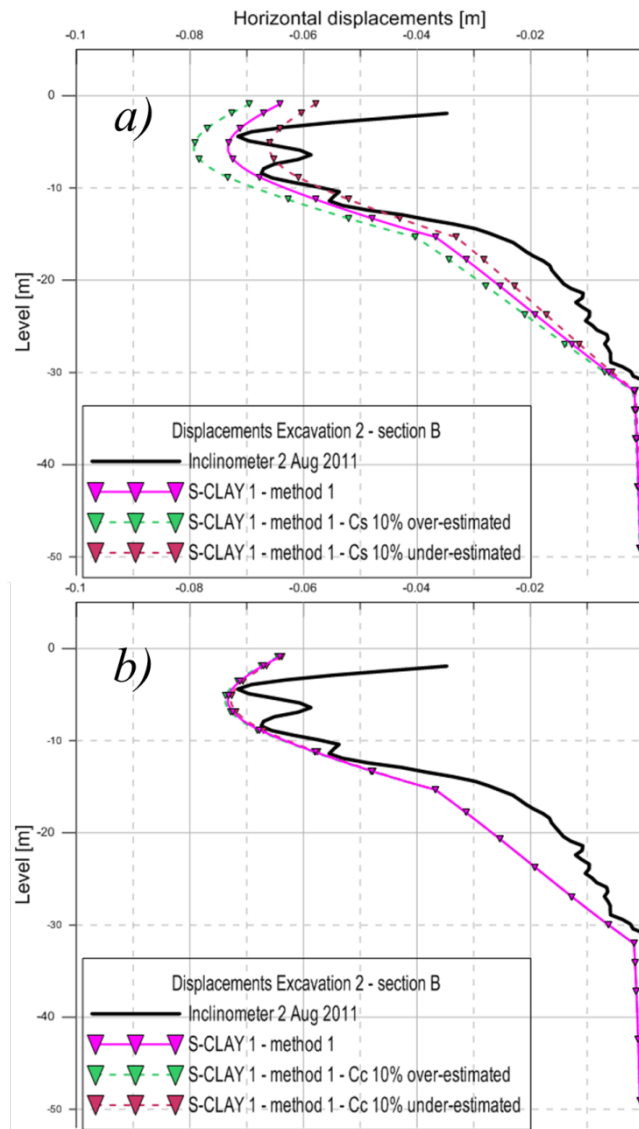 Horizontal displacements [m]
-0.1 -0.08 -0.06 -0.04 -0.02
a)
0
-10
-20
-30
-40
-50
Level [m]
Displacements Excavation 2 - section B
Inclinometer 2 Aug 2011
S-CLAY 1 - method 1
S-CLAY 1 - method 1 - Cs 10% over-estimated
S-CLAY 1 - method 1 - Cs 10% under-estimated
-0.1 -0.08 -0.06 -0.04 -0.02
b)
0
-10
-20
-30
-40
-50
Level [m]
Displacements Excavation 2 - section B
Inclinometer 2 Aug 2011
S-CLAY 1 - method 1
S-CLAY 1 - method 1 - Cc 10% over-estimated
S-CLAY 1 - method 1 - Cc 10% under-estimated